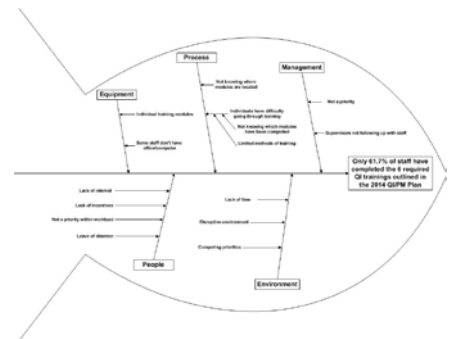 Process
Management
Equipment
Not knowing where
modules are located
Not a priority
Individual training modules
Individuals have difficulty
going through training
Not knowing which modules
have been completed
Limited methods of training
Supervisors not following up with staff
Some staff don't have
office/computer
Only 61.7% of staff have
completed the 6 required
QI trainings outlined in
the 2014 QI/PM Plan
Lack of interest
Lack of incentives
Not a priority within workload
Leave of absence
Lack of time
Disruptive environment
Competing priorities
People
Environment